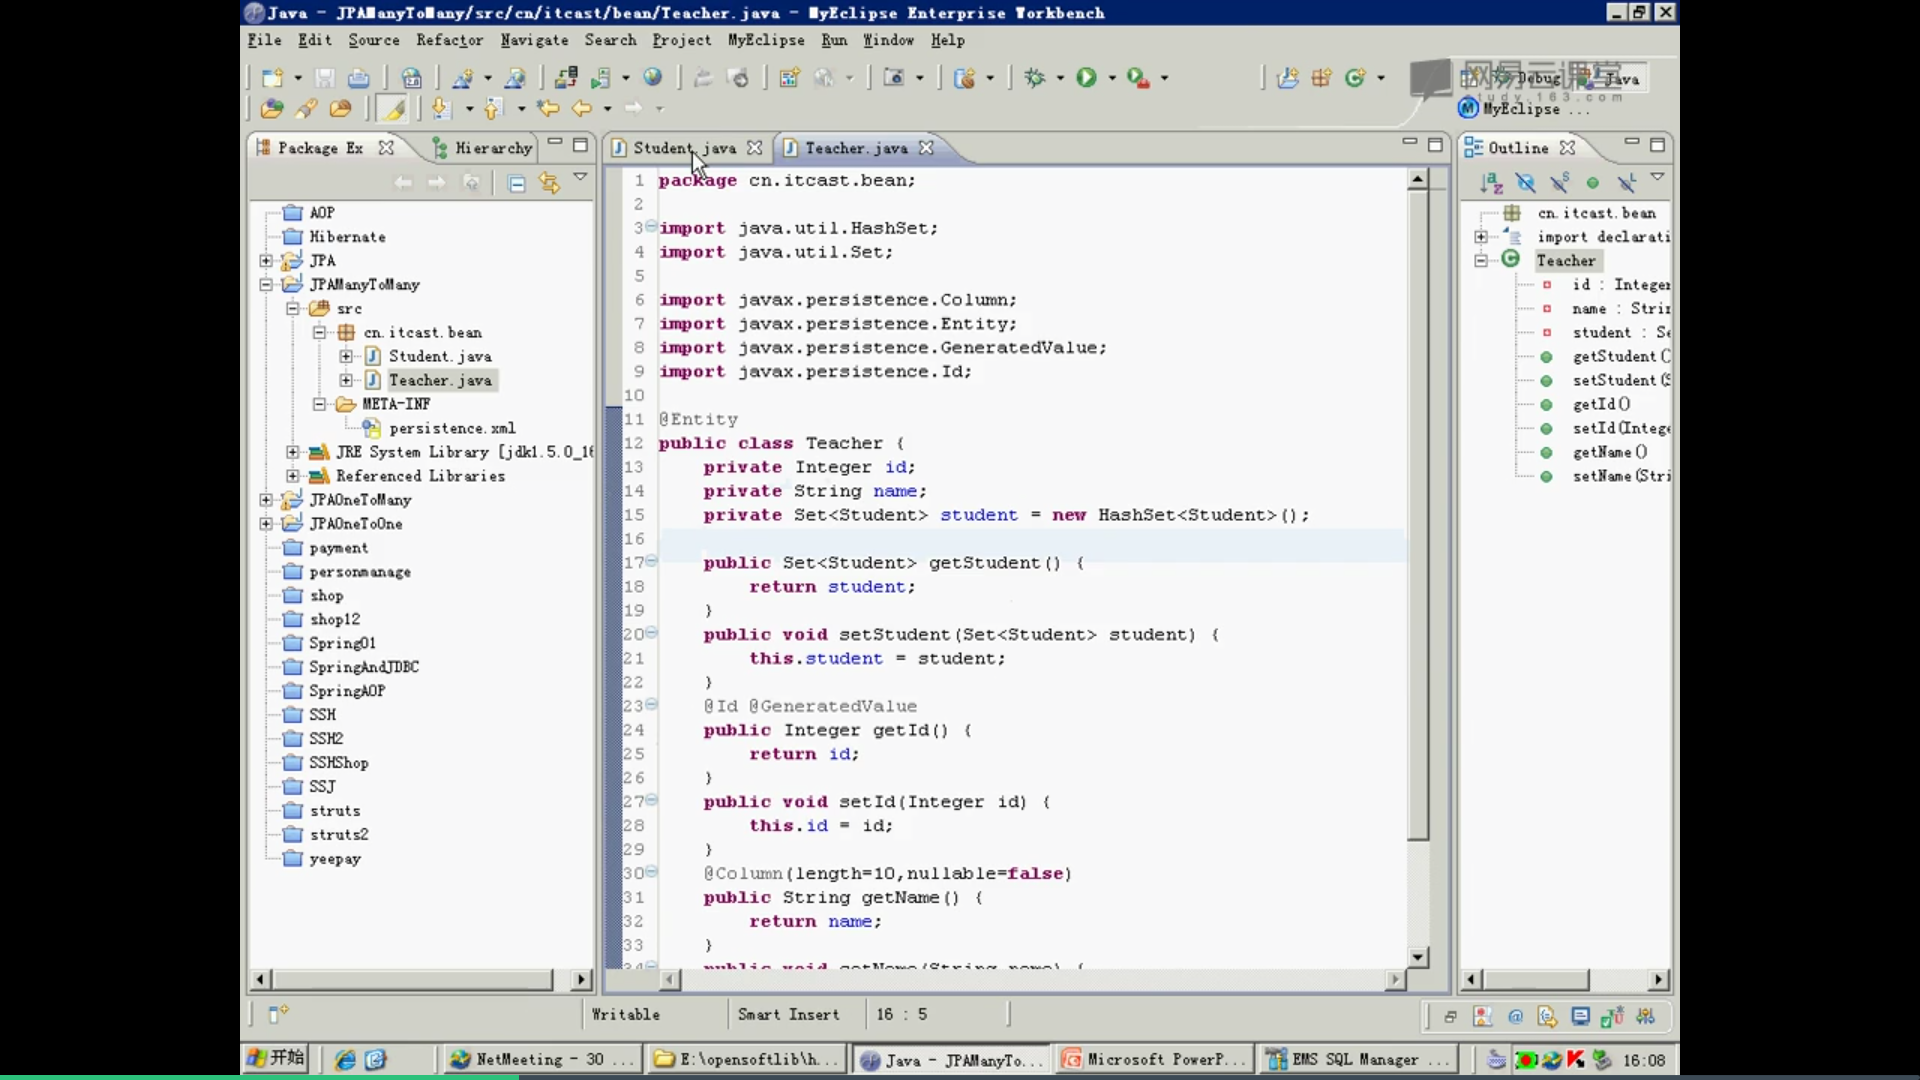 Java - JPAManyToMany/src/cn/itcast/bean/Teacher.java - MyEclipse Enterprise Workbench
File Edit Source Refactor Navigate Search Project MyEclipse Run Window Help
网易云课堂
study.163.com
Debug
Java
MyEclipse ...
Package Ex
Hierarchy
AOP
Hibernate
JPA
JPAManyToMany
src
cn.itcast.bean
Student.java
Teacher.java
META-INF
persistence.xml
JRE System Library [jdk1.5.0_16
Referenced Libraries
JPAOneToMany
JPAOneToOne
payment
personmanage
shop
shop12
Spring01
SpringAndJDBC
SpringAOP
SSH
SSH2
SSHShop
SSJ
struts
struts2
yeepay
Student.java
Teacher.java
1 package cn.itcast.bean;
2
3 import java.util.HashSet;
4 import java.util.Set;
5
6 import javax.persistence.Column;
7 import javax.persistence.Entity;
8 import javax.persistence.GeneratedValue;
9 import javax.persistence.Id;
10
11 @Entity
12 public class Teacher {
13 private Integer id;
14 private String name;
15 private Set<Student> student = new HashSet<Student>();
16
17 public Set<Student> getStudent() {
18 return student;
19 }
20 public void setStudent(Set<Student> student) {
21 this.student = student;
22 }
23 @Id @GeneratedValue
24 public Integer getId() {
25 return id;
26 }
27 public void setId(Integer id) {
28 this.id = id;
29 }
30 @Column(length=10,nullable=false)
31 public String getName() {
32 return name;
33 }
Outline
cn.itcast.bean
import declarati
Teacher
id : Integer
name : Strin
student : Se
getStudent()
setStudent(S
getId()
setId(Intege
getName()
setName(Stri
Writable
Smart Insert
16 : 5
开始
NetMeeting - 30 ...
E:\opensoftlib\h...
Java - JPAManyTo...
Microsoft PowerP...
EMS SQL Manager ...
16:08